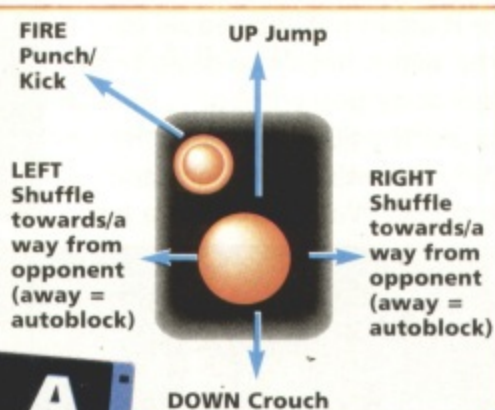 FIRE
Punch/
Kick
UP Jump
LEFT
Shuffle
towards/a
way from
opponent
(away =
autoblock)
RIGHT
Shuffle
towards/a
way from
opponent
(away =
autoblock)
DOWN Crouch
A